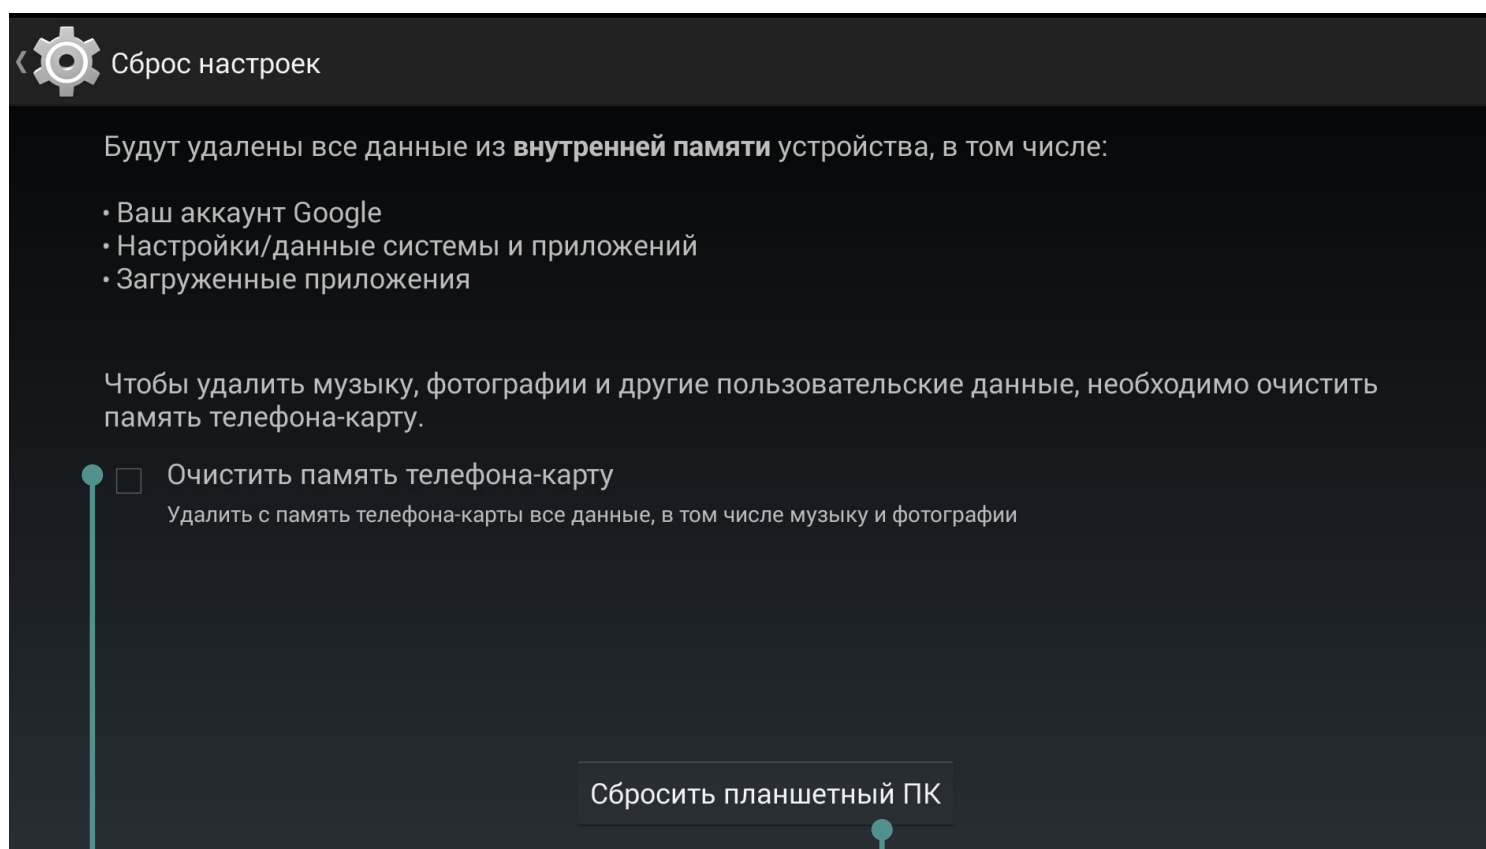 Сброс настроек
Будут удалены все данные из внутренней памяти устройства, в том числе:
• Ваш аккаунт Google
• Настройки/данные системы и приложений
• Загруженные приложения
Чтобы удалить музыку, фотографии и другие пользовательские данные, необходимо очистить
память телефона-карту.
Очистить память телефона-карту
Удалить с память телефона-карты все данные, в том числе музыку и фотографии
Сбросить планшетный ПК